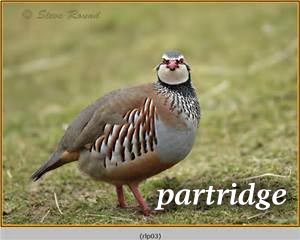 © Steve Round
partridge
(rlp03)